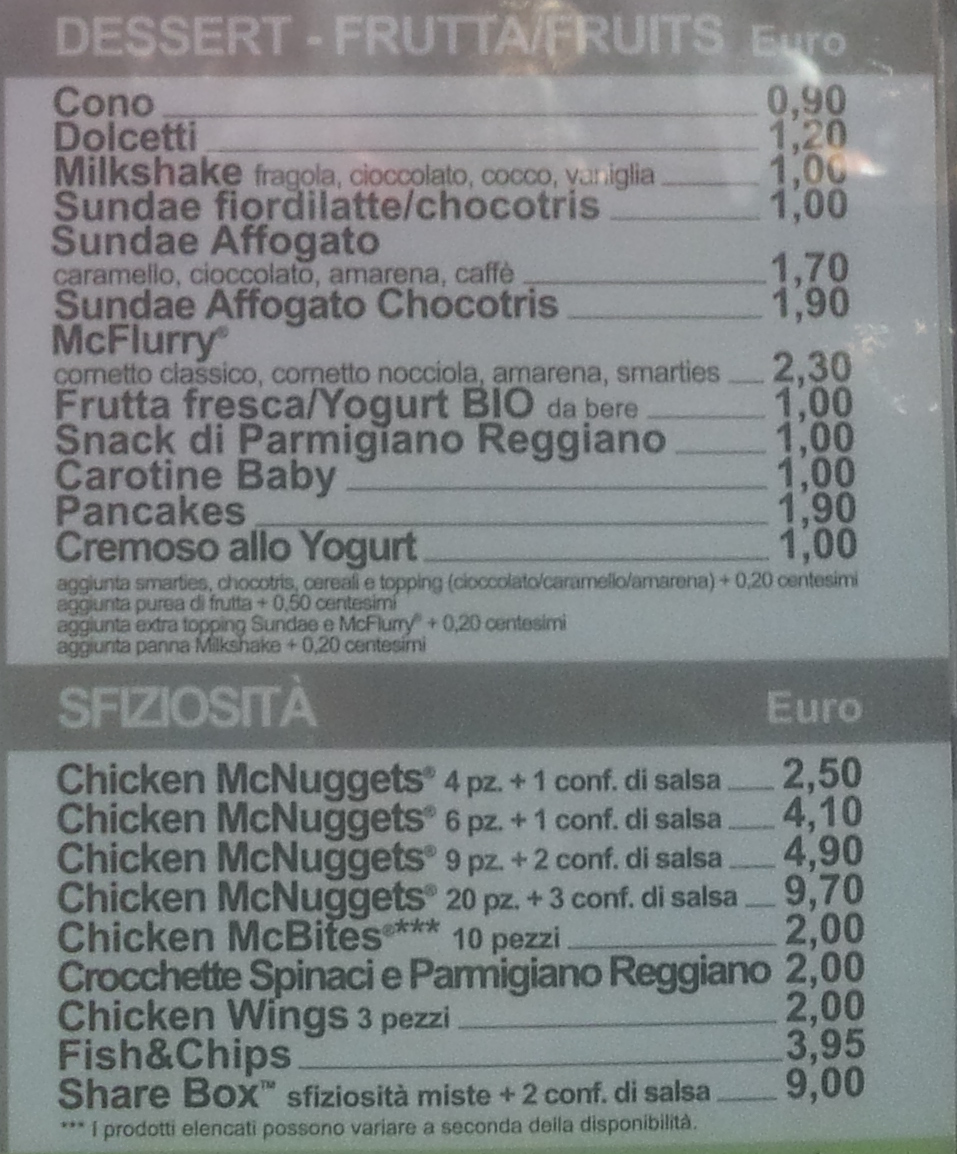 DESSERT - FRUTTA/FRUITS Euro
Cono 0,90
Dolcetti 1,20
Milkshake fragola, cioccolato, cocco, vaniglia 1,00
Sundae fiordilatte/chocotris 1,00
Sundae Affogato
caramello, cioccolato, amarena, caffè 1,70
Sundae Affogato Chocotris 1,90
McFlurry®
cornetto classico, cornetto nocciola, amarena, smarties 2,30
Frutta fresca/Yogurt BIO da bere 1,00
Snack di Parmigiano Reggiano 1,00
Carotine Baby 1,00
Pancakes 1,90
Cremoso allo Yogurt 1,00
aggiunta smarties, chocotris, cereali e topping (cioccolato/caramello/amarena) + 0,20 centesimi
aggiunta purea di frutta + 0,50 centesimi
aggiunta extra topping Sundae e McFlurry® + 0,20 centesimi
aggiunta panna Milkshake + 0,20 centesimi
SFIZIOSITÀ Euro
Chicken McNuggets® 4 pz. + 1 conf. di salsa 2,50
Chicken McNuggets® 6 pz. + 1 conf. di salsa 4,10
Chicken McNuggets® 9 pz. + 2 conf. di salsa 4,90
Chicken McNuggets® 20 pz. + 3 conf. di salsa 9,70
Chicken McBites®*** 10 pezzi 2,00
Crocchette Spinaci e Parmigiano Reggiano 2,00
Chicken Wings 3 pezzi 2,00
Fish&Chips 3,95
Share Box™ sfiziosità miste + 2 conf. di salsa 9,00
*** I prodotti elencati possono variare a seconda della disponibilità.